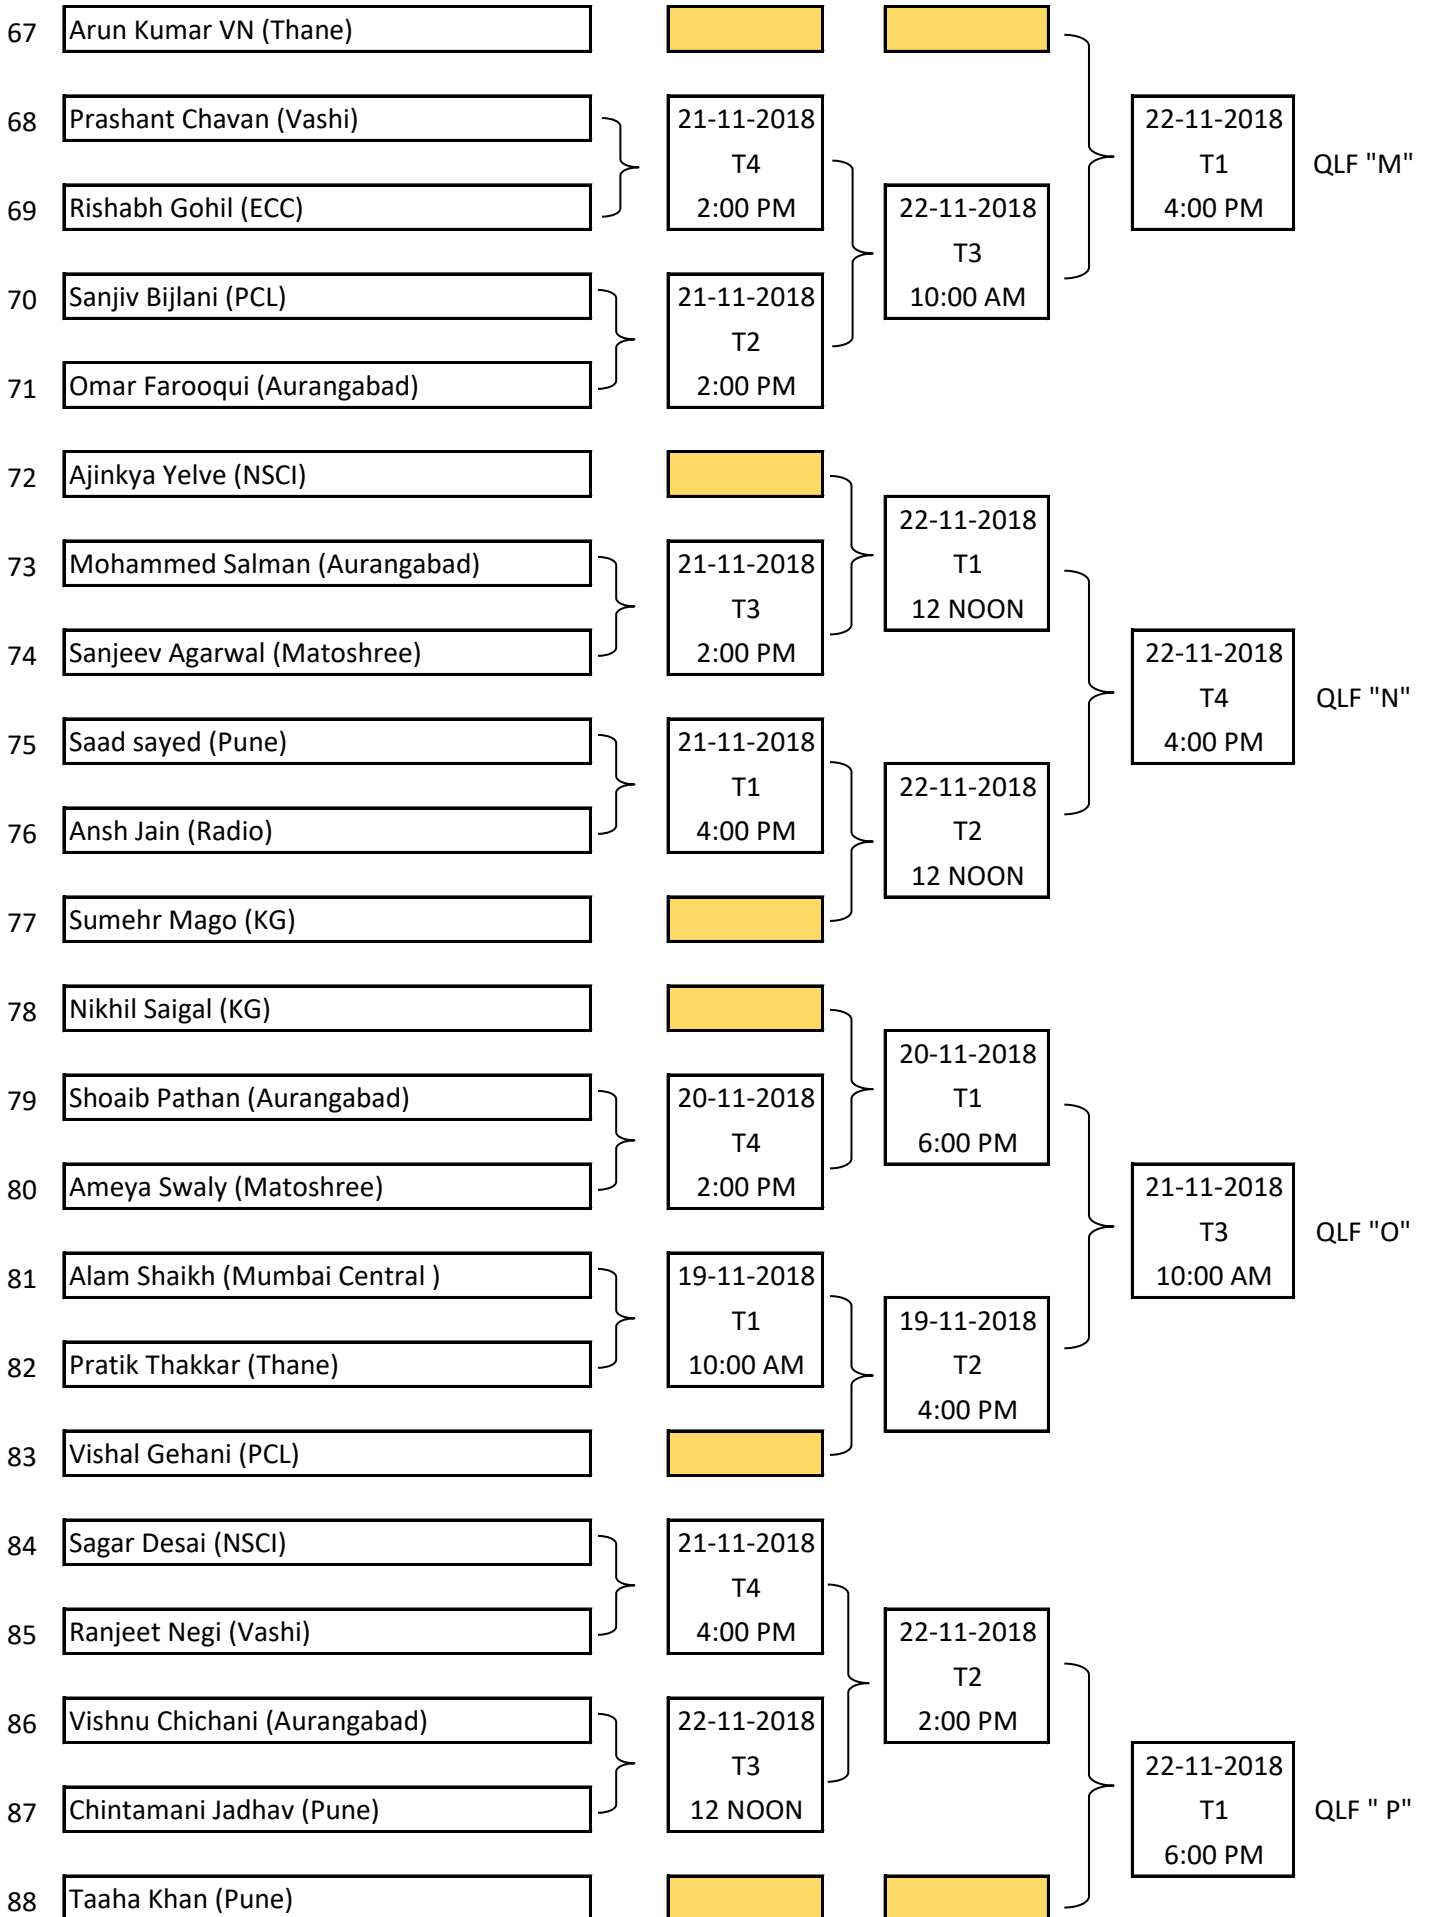 67 Arun Kumar VN (Thane)
68 Prashant Chavan (Vashi) 21-11-2018 22-11-2018
T4 T1 QLF "M"
69 Rishabh Gohil (ECC) 2:00 PM 22-11-2018 4:00 PM
T3
70 Sanjiv Bijlani (PCL) 21-11-2018 10:00 AM
T2
71 Omar Farooqui (Aurangabad) 2:00 PM
72 Ajinkya Yelve (NSCI)
22-11-2018
73 Mohammed Salman (Aurangabad) 21-11-2018 T1
T3 12 NOON
74 Sanjeev Agarwal (Matoshree) 2:00 PM 22-11-2018
T4 QLF "N"
75 Saad sayed (Pune) 21-11-2018 4:00 PM
T1 22-11-2018
76 Ansh Jain (Radio) 4:00 PM T2
12 NOON
77 Sumehr Mago (KG)
78 Nikhil Saigal (KG)
20-11-2018
79 Shoaib Pathan (Aurangabad) 20-11-2018 T1
T4 6:00 PM
80 Ameya Swaly (Matoshree) 2:00 PM 21-11-2018
T3 QLF "O"
81 Alam Shaikh (Mumbai Central ) 19-11-2018 10:00 AM
T1 19-11-2018
82 Pratik Thakkar (Thane) 10:00 AM T2
4:00 PM
83 Vishal Gehani (PCL)
84 Sagar Desai (NSCI) 21-11-2018
T4
85 Ranjeet Negi (Vashi) 4:00 PM 22-11-2018
T2
86 Vishnu Chichani (Aurangabad) 22-11-2018 2:00 PM
T3 22-11-2018
87 Chintamani Jadhav (Pune) 12 NOON T1 QLF " P"
6:00 PM
88 Taaha Khan (Pune)